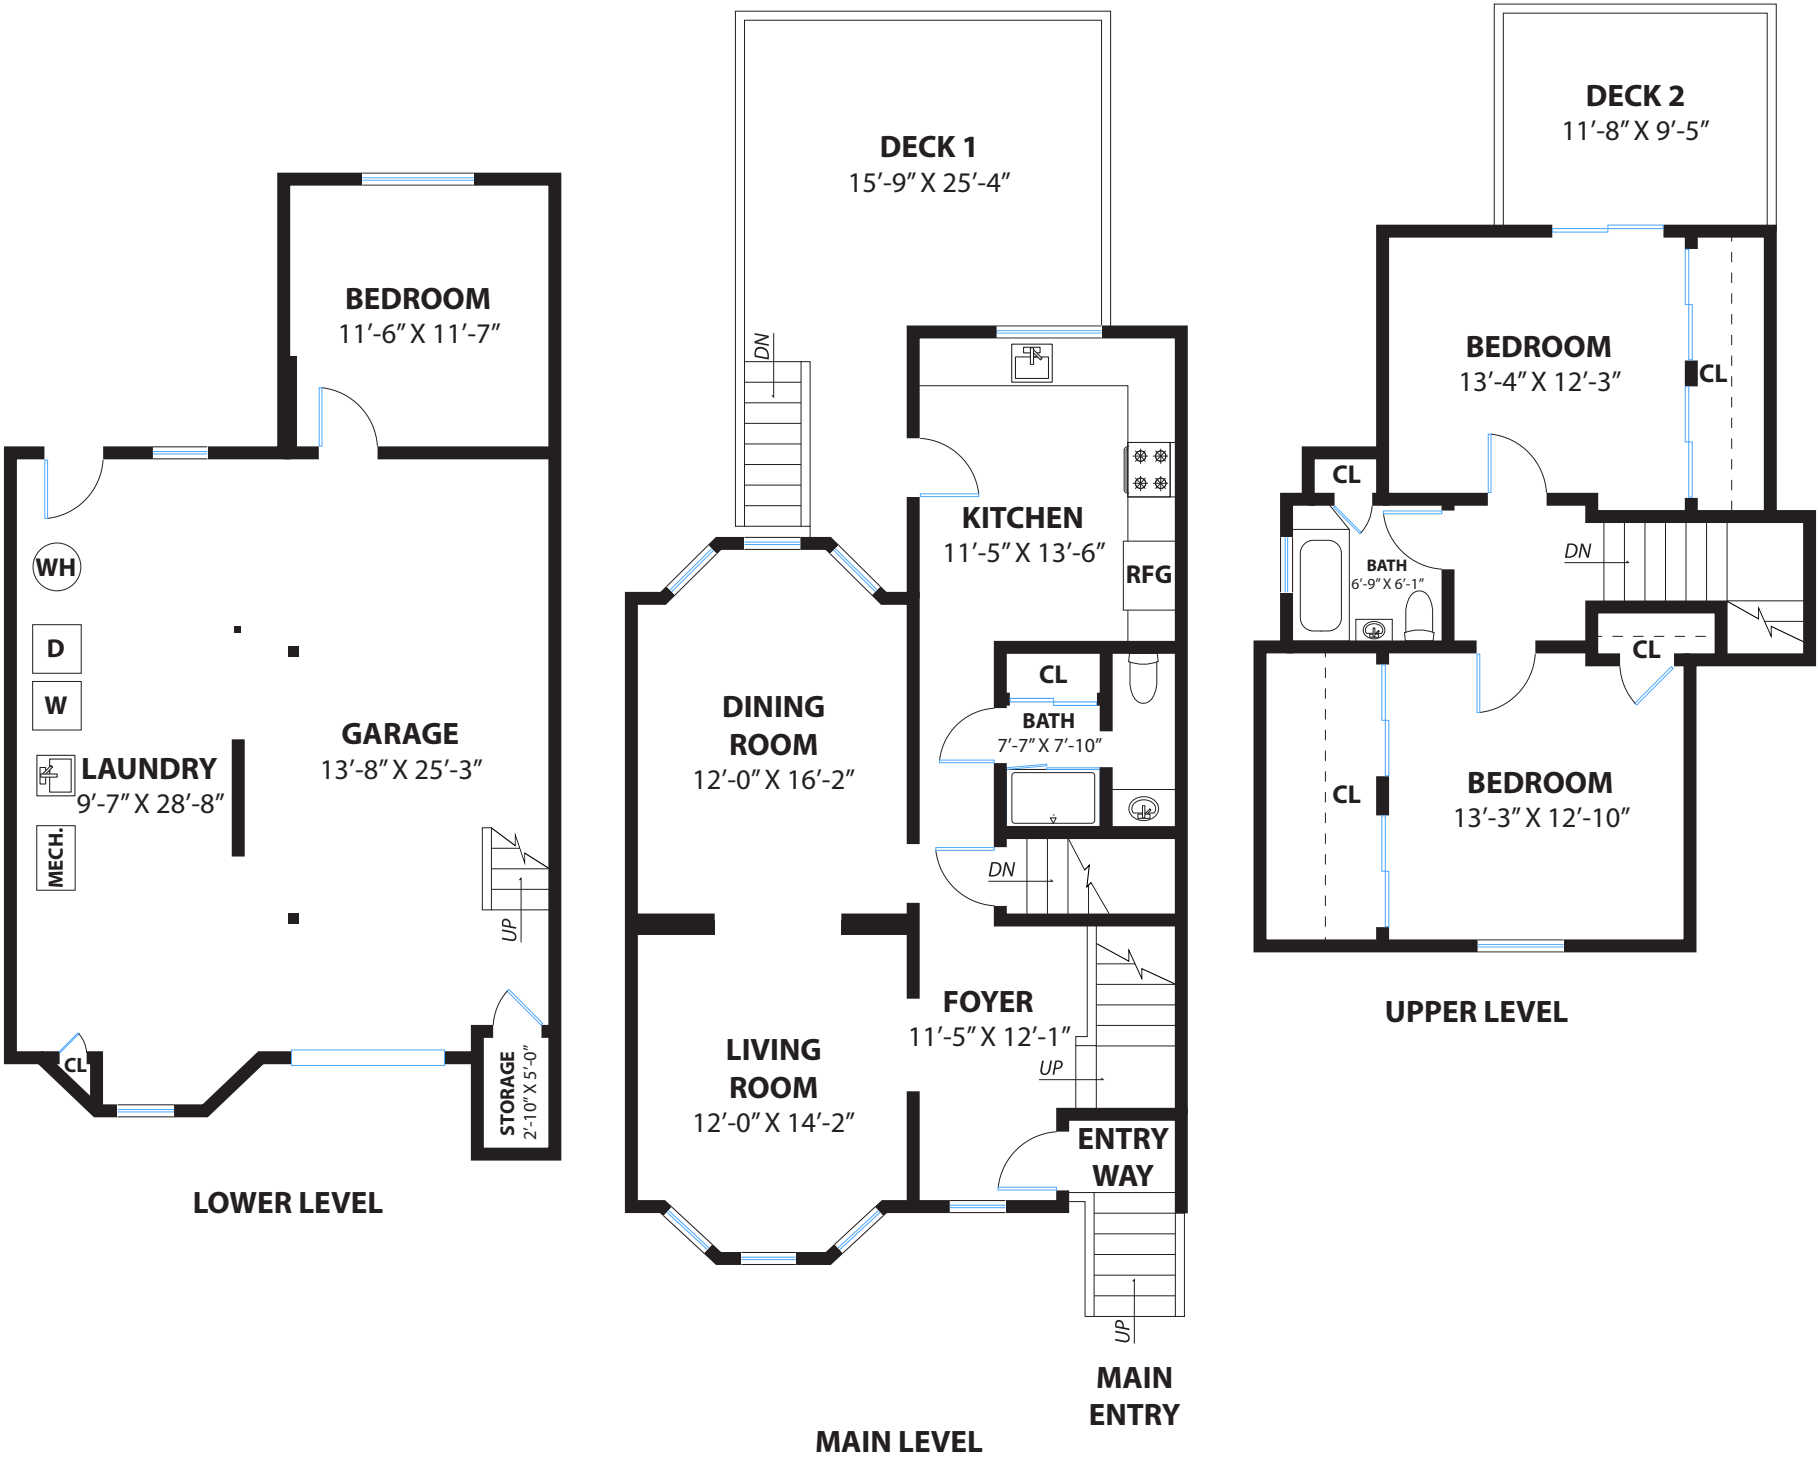 BEDROOM
11’-6” X 11’-7”
WH
D
W
LAUNDRY
9’-7” X 28’-8”
MECH.
GARAGE
13’-8” X 25’-3”
UP
CL
STORAGE
2’-10” X 5’-0”
LOWER LEVEL
DECK 1
15’-9” X 25’-4”
DN
KITCHEN
11’-5” X 13’-6”
RFG
DINING
ROOM
12’-0” X 16’-2”
CL
BATH
7’-7” X 7’-10”
DN
FOYER
11’-5” X 12’-1”
UP
LIVING
ROOM
12’-0” X 14’-2”
ENTRY
WAY
UP
MAIN
ENTRY
MAIN LEVEL
DECK 2
11’-8” X 9’-5”
BEDROOM
13’-4” X 12’-3”
CL
CL
BATH
6’-9” X 6’-1”
DN
CL
CL
BEDROOM
13’-3” X 12’-10”
UPPER LEVEL